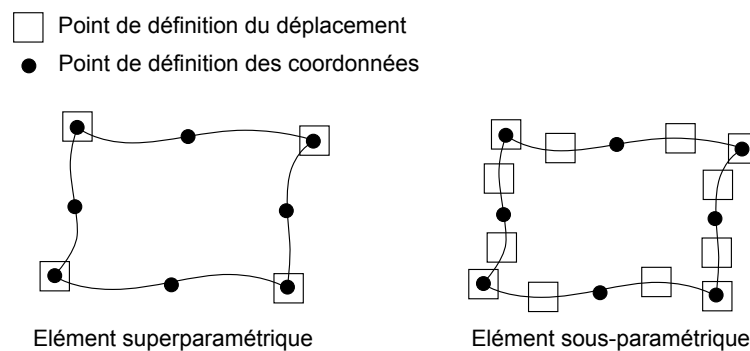 Point de définition du déplacement
Point de définition des coordonnées
Elément superparamétrique
Elément sous-paramétrique